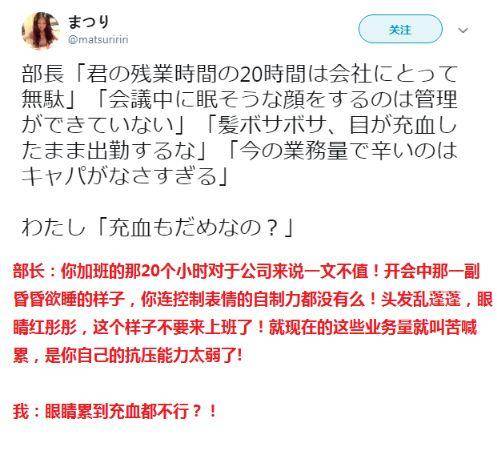 まつり
@matsuririri
关注
部長「君の残業時間の20時間は会社にとって
無駄」「会議中に眠そうな顔をするのは管理
ができていない」「髪ボサボサ、目が充血し
たまま出勤するな」「今の業務量で辛いのは
キャパがなさすぎる」
わたし「充血もだめなの？」
部长：你加班的那20个小时对于公司来说一文不值！开会中那一副
昏昏欲睡的样子，你连控制表情的自制力都没有么！头发乱蓬蓬，眼
睛红彤彤，这个样子不要来上班了！就现在的这些业务量就叫苦喊
累，是你自己的抗压能力太弱了!
我：眼睛累到充血都不行？！